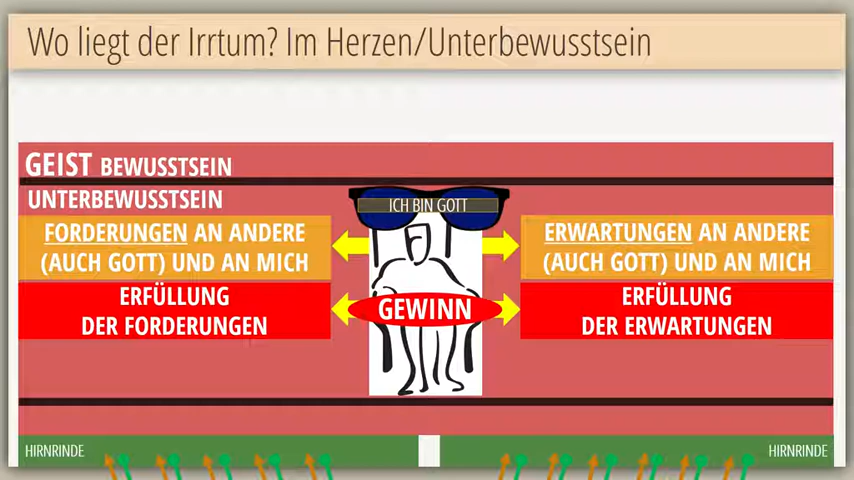 Wo liegt der Irrtum? Im Herzen/Unterbewusstsein
GEIST BEWUSSTSEIN
UNTERBEWUSSTSEIN
ICH BIN GOTT
FORDERUNGEN AN ANDERE
(AUCH GOTT) UND AN MICH
ERWARTUNGEN AN ANDERE
(AUCH GOTT) UND AN MICH
ERFÜLLUNG
DER FORDERUNGEN
GEWINN
ERFÜLLUNG
DER ERWARTUNGEN
HIRNRINDE
HIRNRINDE